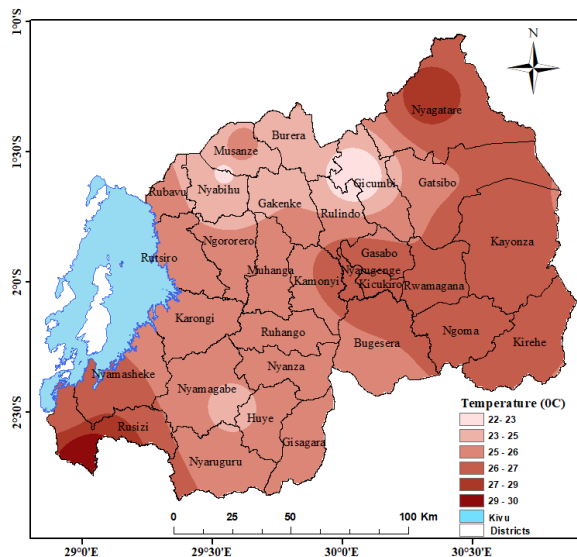 1°0'S
N
Nyagatare
Burera
Musanze
1°30'S
Gicumbi
Gatsibo
Rubavu
Nyabihu
Gakenke
Rulindo
Ngororero
Kayonza
Gasabo
Rutsiro
Muhanga
Nyarugenge
Kamonyi
Kicukiro
Rwamagana
2°0'S
Karongi
Ruhango
Ngoma
Bugesera
Kirehe
Nyanza
Nyamasheke
Nyamagabe
Huye
Rusizi
Gisagara
2°30'S
Nyaruguru
Temperature (0C)
22- 23
23 - 25
25 - 26
26 - 27
27 - 29
29 - 30
Kivu
Districts
0 25 50 100 Km
29°0'E 29°30'E 30°0'E 30°30'E